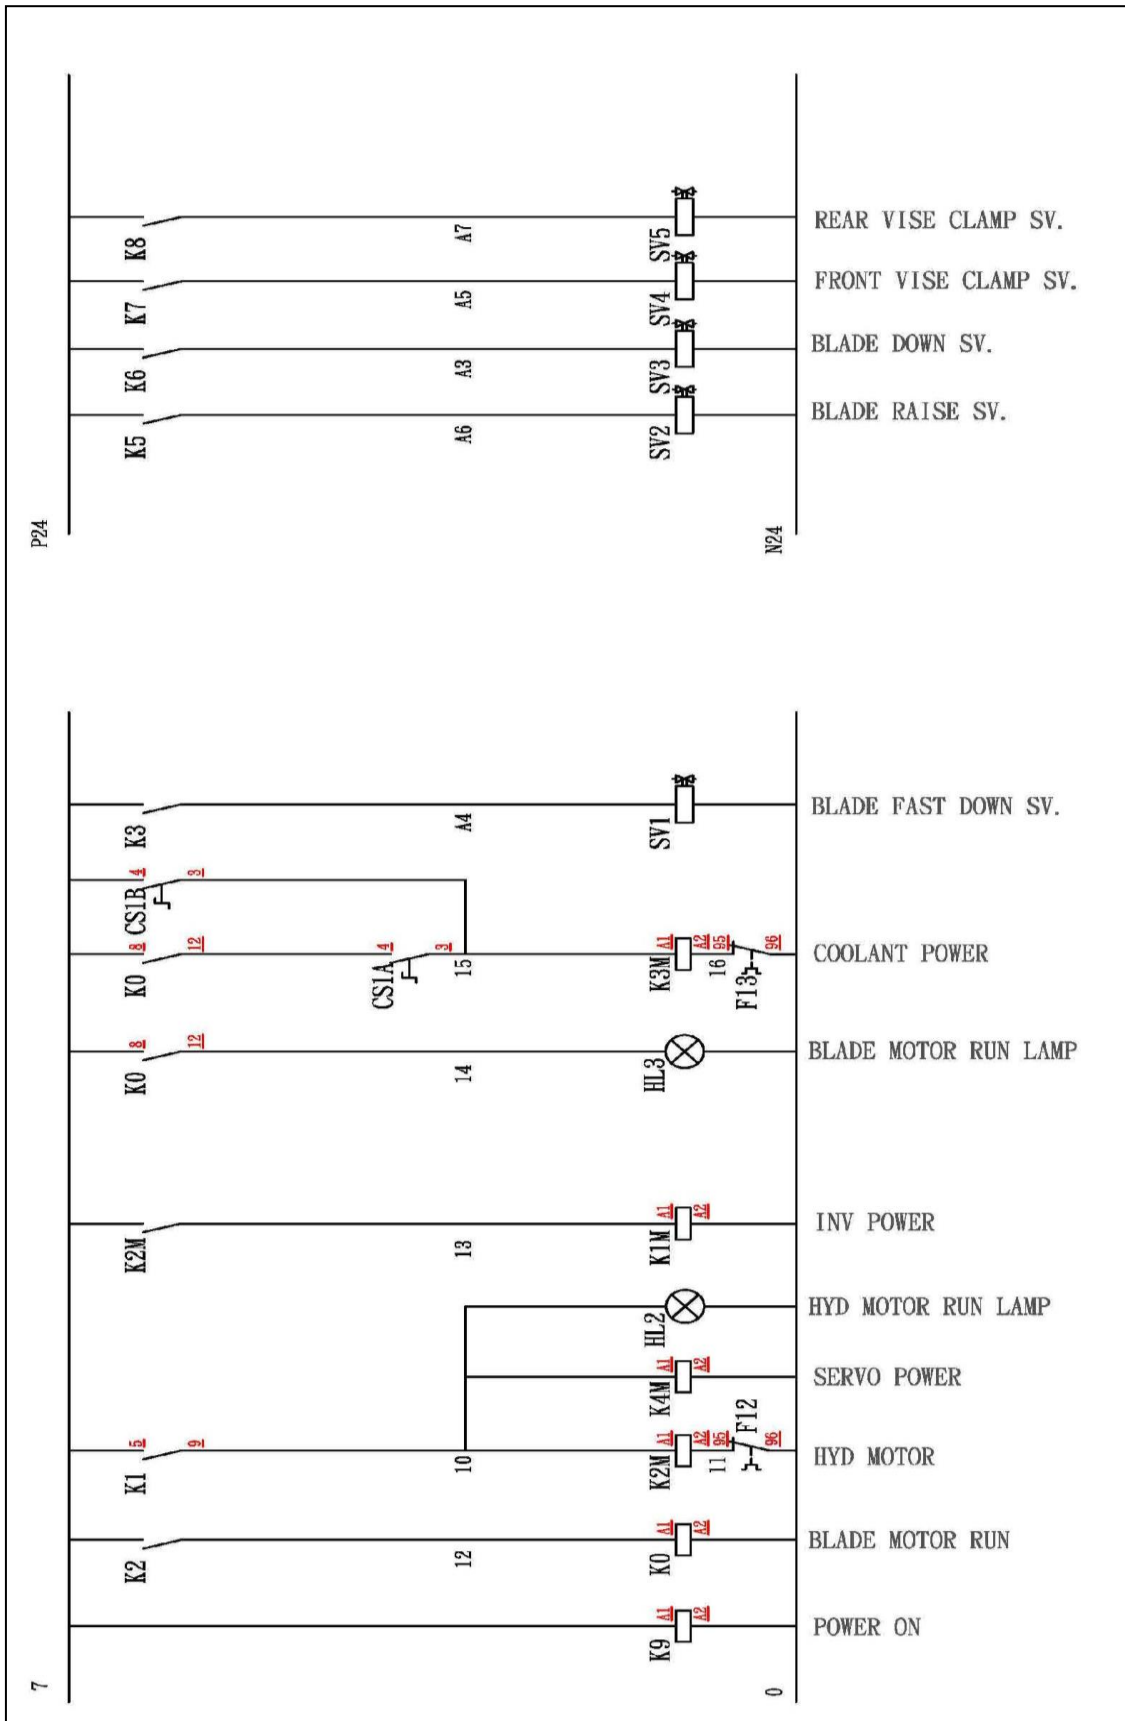 P24
N24
K8
A7
SV5
REAR VISE CLAMP SV.
K7
A5
SV4
FRONT VISE CLAMP SV.
K6
A3
SV3
BLADE DOWN SV.
K5
A6
SV2
BLADE RAISE SV.
K3
A4
SV1
BLADE FAST DOWN SV.
CS1B
4
3
K0
8
12
CS1A
4
3
15
K3M
A1
A2
16
95
96
F13
COOLANT POWER
K0
8
12
14
HL3
BLADE MOTOR RUN LAMP
K2M
13
K1M
A1
A2
INV POWER
HL2
HYD MOTOR RUN LAMP
K4M
A1
A2
SERVO POWER
K1
5
9
10
K2M
A1
A2
11
95
96
F12
HYD MOTOR
K2
12
K0
A1
A2
BLADE MOTOR RUN
K9
A1
A2
POWER ON
7
0